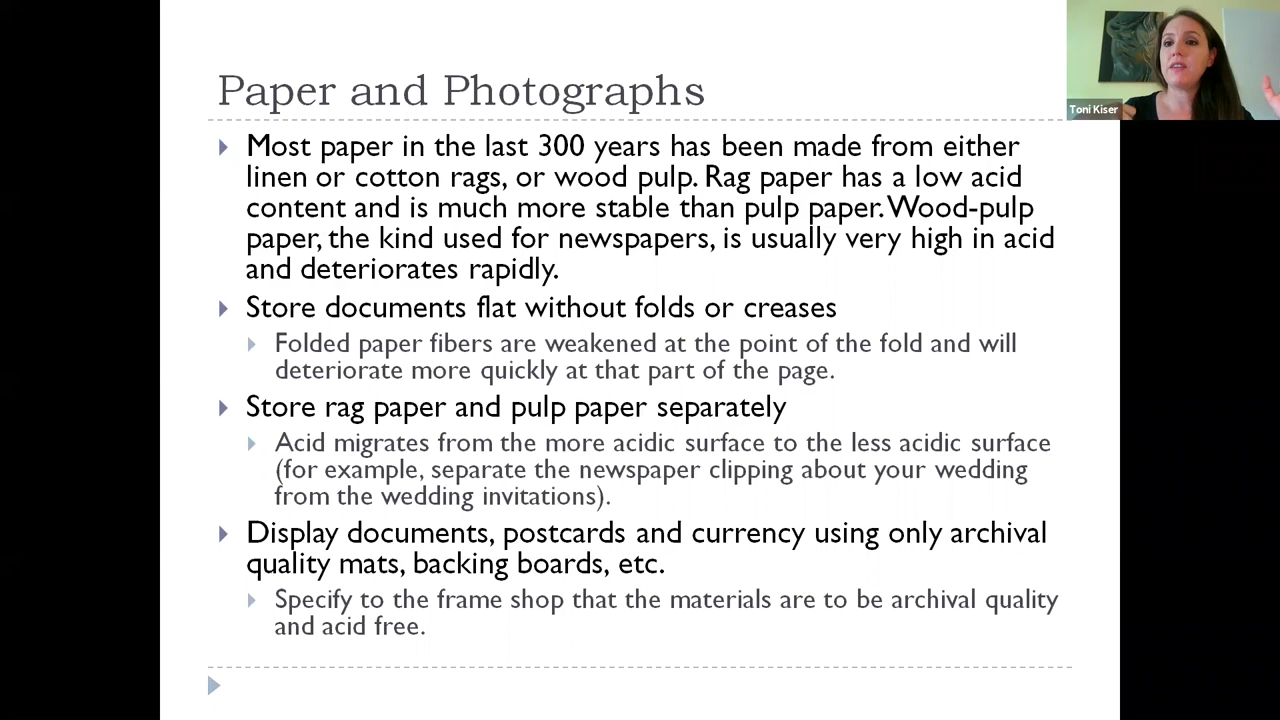 Paper and Photographs
Toni Kiser
Most paper in the last 300 years has been made from either
linen or cotton rags, or wood pulp. Rag paper has a low acid
content and is much more stable than pulp paper. Wood-pulp
paper, the kind used for newspapers, is usually very high in acid
and deteriorates rapidly.
Store documents flat without folds or creases
Folded paper fibers are weakened at the point of the fold and will
deteriorate more quickly at that part of the page.
Store rag paper and pulp paper separately
Acid migrates from the more acidic surface to the less acidic surface
(for example, separate the newspaper clipping about your wedding
from the wedding invitations).
Display documents, postcards and currency using only archival
quality mats, backing boards, etc.
Specify to the frame shop that the materials are to be archival quality
and acid free.